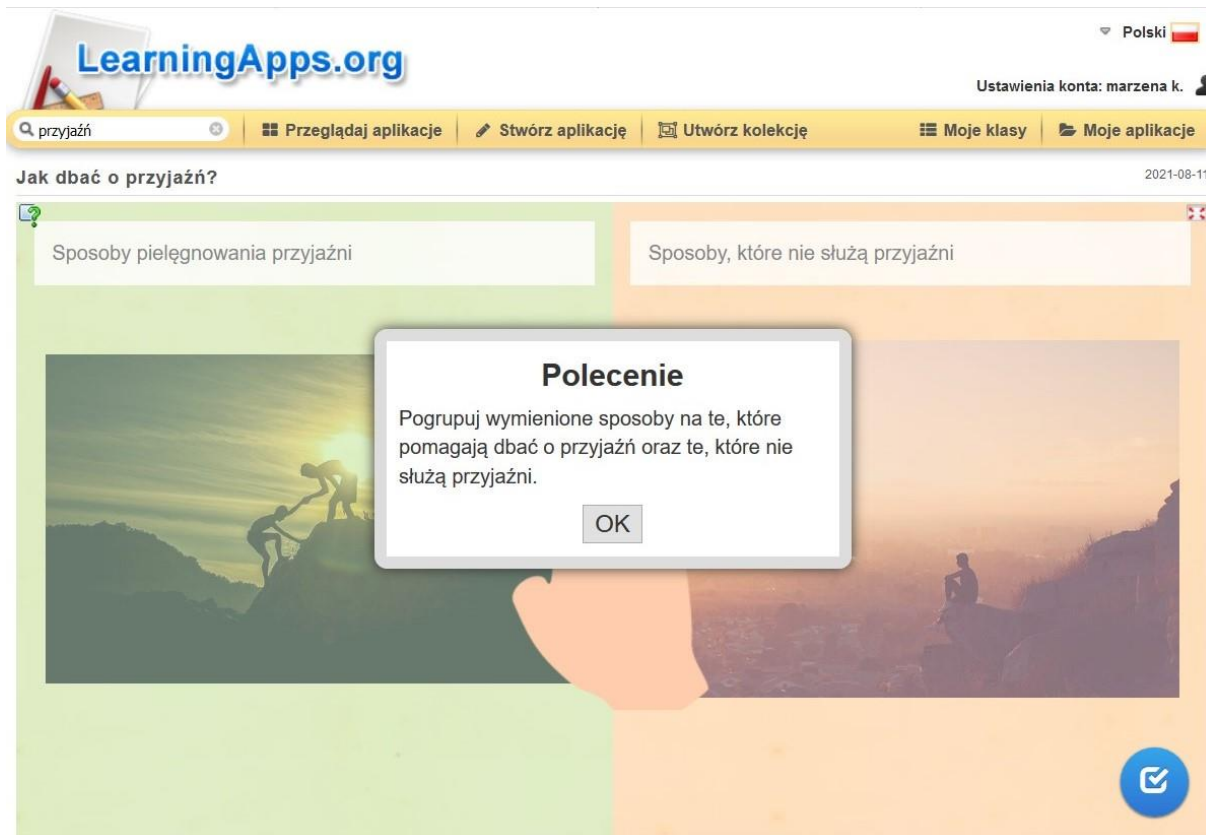 LearningApps.org
Polski
Ustawienia konta: marzena k.
przyjaźń
Przeglądaj aplikacje
Stwórz aplikację
Utwórz kolekcję
Moje klasy
Moje aplikacje
Jak dbać o przyjaźń?
2021-08-11
Sposoby pielęgnowania przyjaźni
Sposoby, które nie służą przyjaźni
Polecenie
Pogrupuj wymienione sposoby na te, które
pomagają dbać o przyjaźń oraz te, które nie
służą przyjaźni.
OK